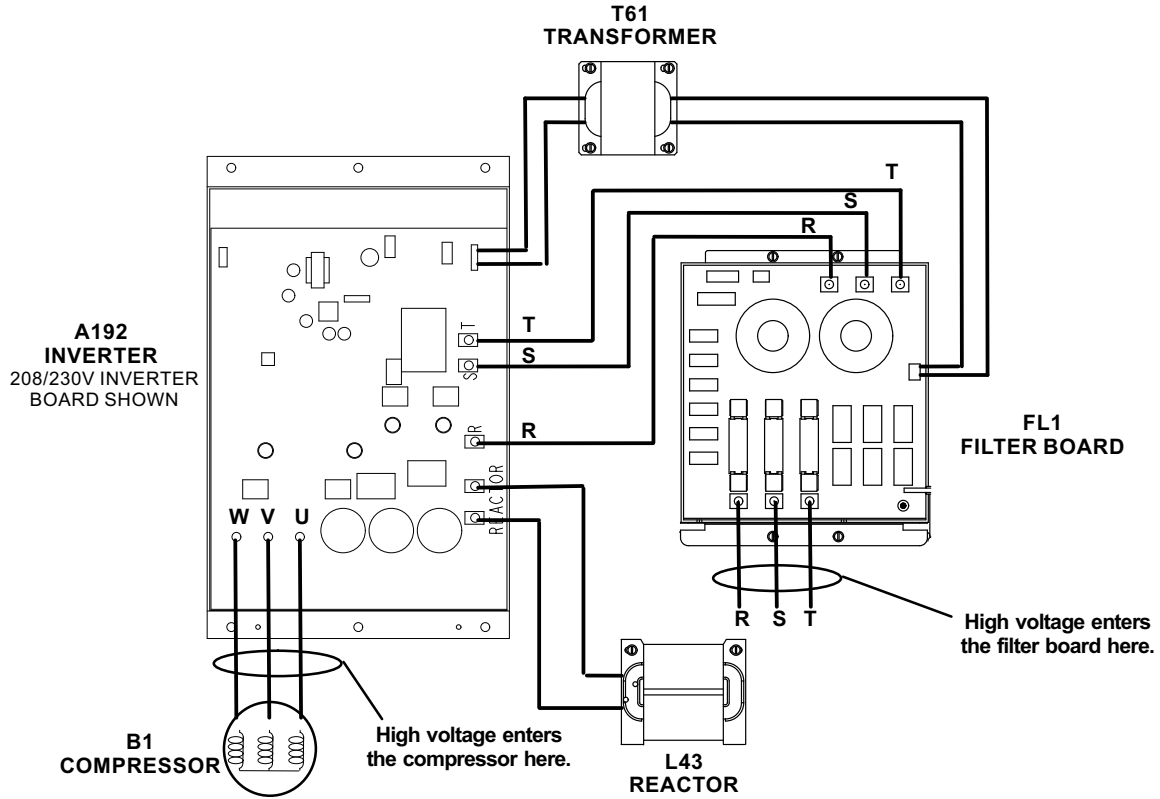 T61
TRANSFORMER
T
S
R
T
T
S
S
R
R
REACTOR
A192
INVERTER
208/230V INVERTER
BOARD SHOWN
FL1
FILTER BOARD
W V U
R S T
High voltage enters
the filter board here.
High voltage enters
the compressor here.
B1
COMPRESSOR
L43
REACTOR